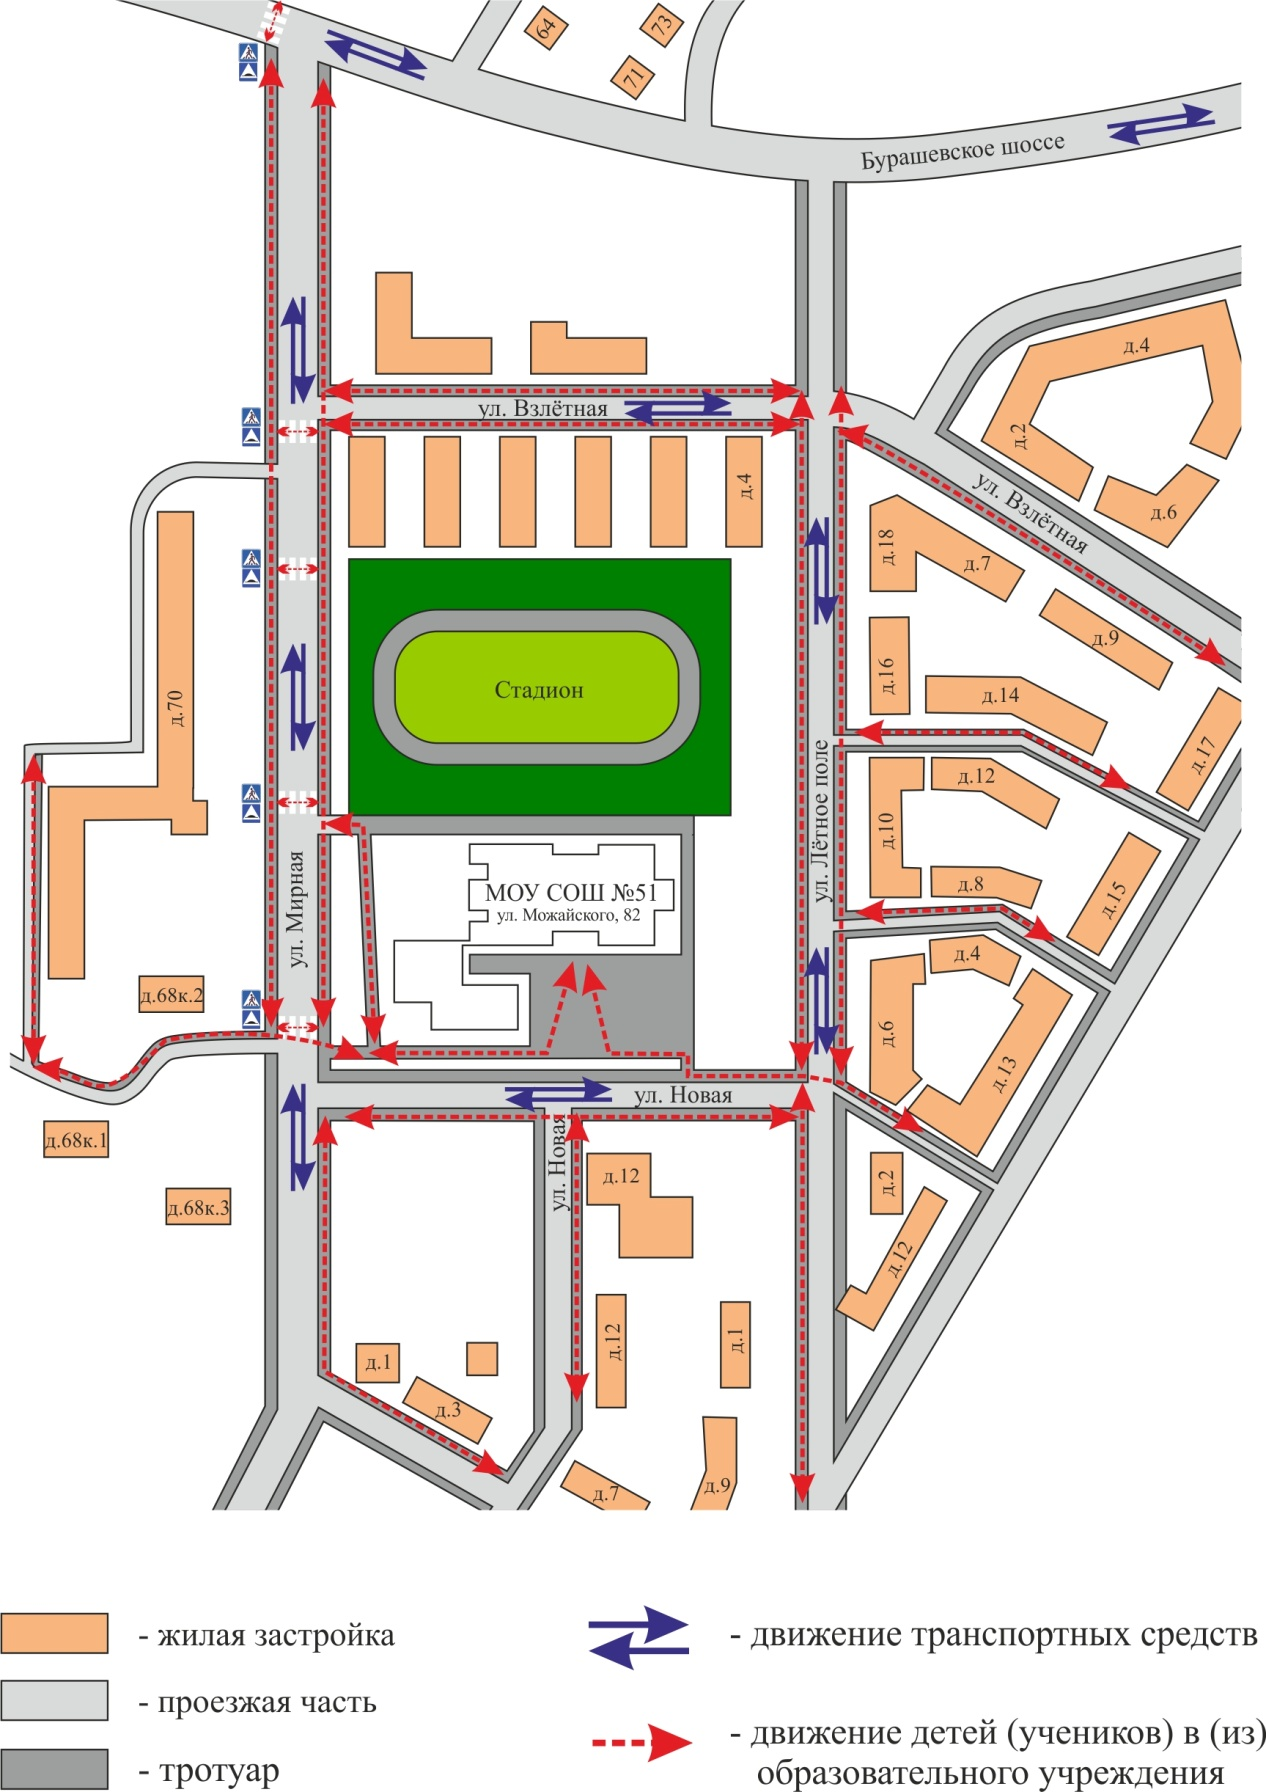 64
73
71
Бурашевское шоссе
д.4
д.2
д.6
ул. Взлётная
ул. Взлётная
д.4
д.18
д.7
д.9
д.16
д.14
д.17
д.70
Стадион
ул. Лётное поле
д.12
д.10
д.8
д.15
ул. Мирная
МОУ СОШ №51
ул. Можайского, 82
д.4
д.68к.2
д.6
д.13
ул. Новая
ул. Новая
д.68к.1
д.12
д.2
д.68к.3
д.12
д.12
д.1
д.1
д.3
д.7
д.9
- жилая застройка
- проезжая часть
- тротуар
- движение транспортных средств
- движение детей (учеников) в (из)
образовательного учреждения